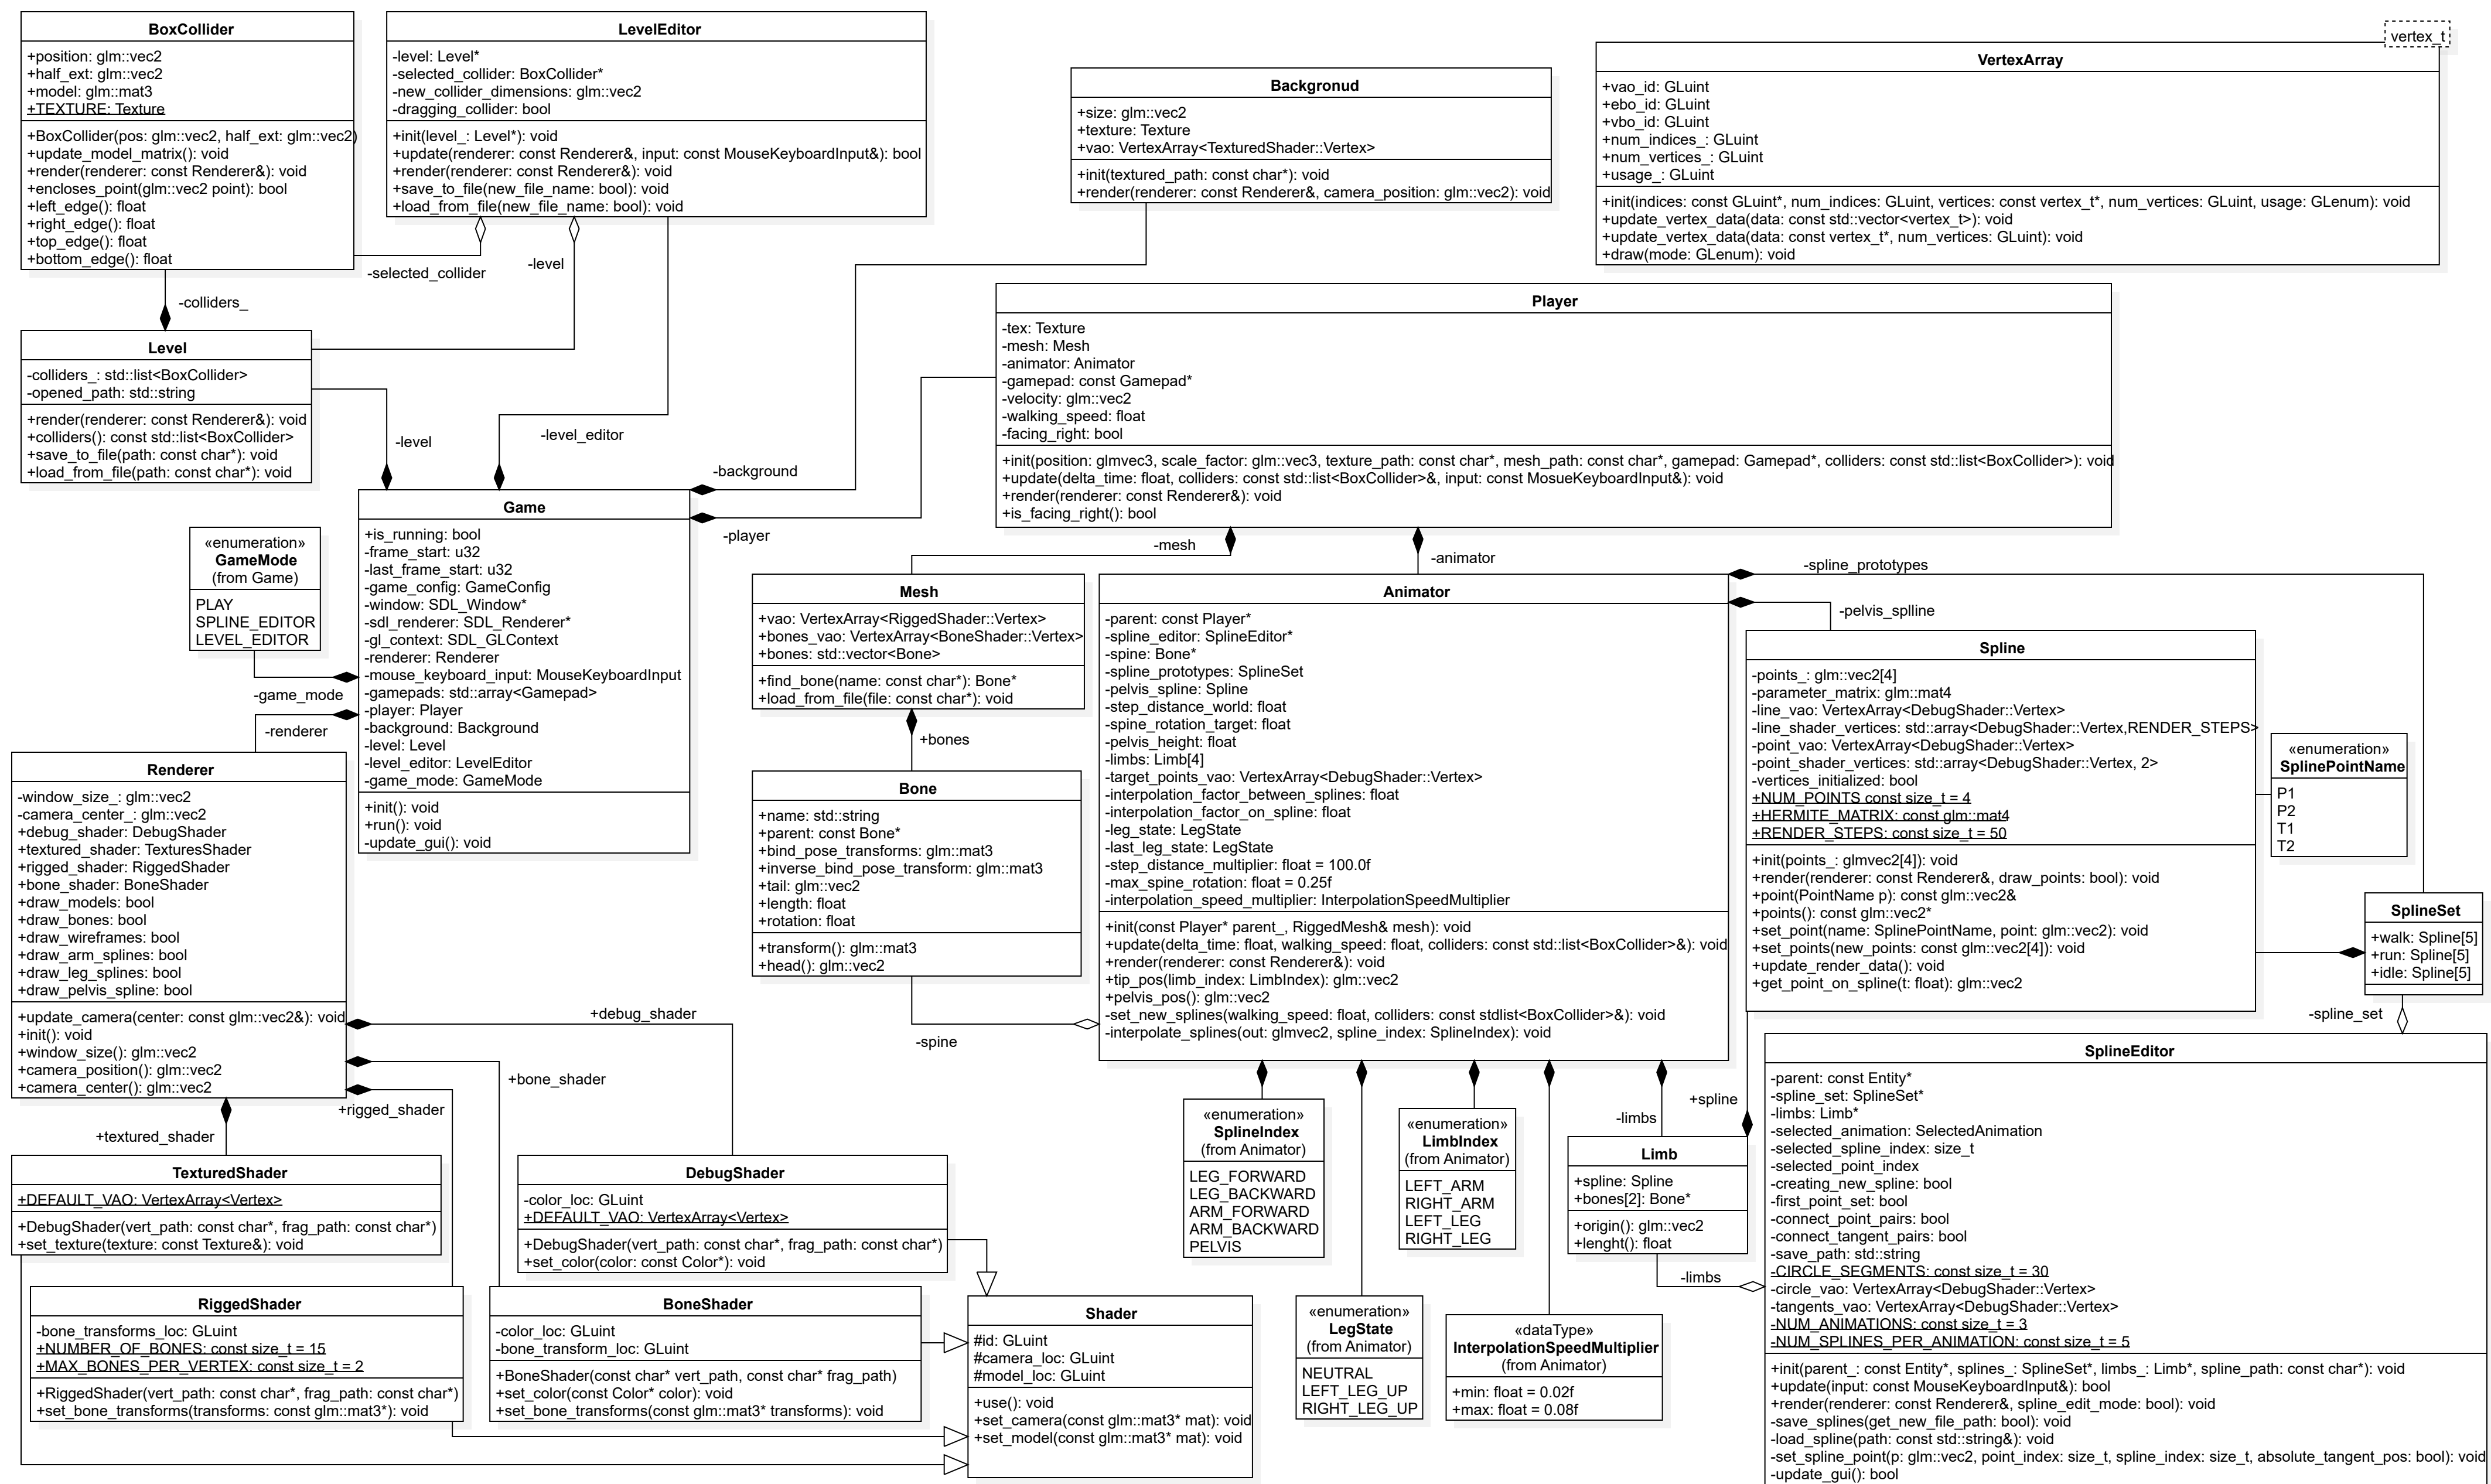 BoxCollider
+position: glm::vec2
+half_ext: glm::vec2
+model: glm::mat3
+TEXTURE: Texture
+BoxCollider(pos: glm::vec2, half_ext: glm::vec2)
+update_model_matrix(): void
+render(renderer: const Renderer&): void
+encloses_point(glm::vec2 point): bool
+left_edge(): float
+right_edge(): float
+top_edge(): float
+bottom_edge(): float
LevelEditor
-level: Level*
-selected_collider: BoxCollider*
-new_collider_dimensions: glm::vec2
-dragging_collider: bool
+init(level_: Level*): void
+update(renderer: const Renderer&, input: const MouseKeyboardInput&): bool
+render(renderer: const Renderer&): void
+save_to_file(new_file_name: bool): void
+load_from_file(new_file_name: bool): void
Backgronud
+size: glm::vec2
+texture: Texture
+vao: VertexArray<TexturedShader::Vertex>
+init(textured_path: const char*): void
+render(renderer: const Renderer&, camera_position: glm::vec2): void
vertex_t
VertexArray
+vao_id: GLuint
+ebo_id: GLuint
+vbo_id: GLuint
+num_indices_: GLuint
+num_vertices_: GLuint
+usage_: GLuint
+init(indices: const GLuint*, num_indices: GLuint, vertices: const vertex_t*, num_vertices: GLuint, usage: GLenum): void
+update_vertex_data(data: const std::vector<vertex_t>): void
+update_vertex_data(data: const vertex_t*, num_vertices: GLuint): void
+draw(mode: GLenum): void
-selected_collider
-level
-colliders_
Level
-colliders_: std::list<BoxCollider>
-opened_path: std::string
+render(renderer: const Renderer&): void
+colliders(): const std::list<BoxCollider>
+save_to_file(path: const char*): void
+load_from_file(path: const char*): void
-level
-level_editor
-background
-player
Player
-tex: Texture
-mesh: Mesh
-animator: Animator
-gamepad: const Gamepad*
-velocity: glm::vec2
-walking_speed: float
-facing_right: bool
+init(position: glmvec3, scale_factor: glm::vec3, texture_path: const char*, mesh_path: const char*, gamepad: Gamepad*, colliders: const std::list<BoxCollider>): void
+update(delta_time: float, colliders: const std::list<BoxCollider>&, input: const MosueKeyboardInput&): void
+render(renderer: const Renderer&): void
+is_facing_right(): bool
«enumeration»
GameMode
(from Game)
PLAY
SPLINE_EDITOR
LEVEL_EDITOR
-game_mode
-renderer
Game
+is_running: bool
-frame_start: u32
-last_frame_start: u32
-game_config: GameConfig
-window: SDL_Window*
-sdl_renderer: SDL_Renderer*
-gl_context: SDL_GLContext
-renderer: Renderer
-mouse_keyboard_input: MouseKeyboardInput
-gamepads: std::array<Gamepad>
-player: Player
-background: Background
-level: Level
-level_editor: LevelEditor
-game_mode: GameMode
+init(): void
+run(): void
-update_gui(): void
-mesh
-animator
-spline_prototypes
-pelvis_splline
Mesh
+vao: VertexArray<RiggedShader::Vertex>
+bones_vao: VertexArray<BoneShader::Vertex>
+bones: std::vector<Bone>
+find_bone(name: const char*): Bone*
+load_from_file(file: const char*): void
+bones
Bone
+name: std::string
+parent: const Bone*
+bind_pose_transforms: glm::mat3
+inverse_bind_pose_transform: glm::mat3
+tail: glm::vec2
+length: float
+rotation: float
+transform(): glm::mat3
+head(): glm::vec2
-spine
Animator
-parent: const Player*
-spline_editor: SplineEditor*
-spine: Bone*
-spline_prototypes: SplineSet
-pelvis_spline: Spline
-step_distance_world: float
-spine_rotation_target: float
-pelvis_height: float
-limbs: Limb[4]
-target_points_vao: VertexArray<DebugShader::Vertex>
-interpolation_factor_between_splines: float
-interpolation_factor_on_spline: float
-leg_state: LegState
-last_leg_state: LegState
-step_distance_multiplier: float = 100.0f
-max_spine_rotation: float = 0.25f
-interpolation_speed_multiplier: InterpolationSpeedMultiplier
+init(const Player* parent_, RiggedMesh& mesh): void
+update(delta_time: float, walking_speed: float, colliders: const std::list<BoxCollider>&): void
+render(renderer: const Renderer&): void
+tip_pos(limb_index: LimbIndex): glm::vec2
+pelvis_pos(): glm::vec2
-set_new_splines(walking_speed: float, colliders: const stdlist<BoxCollider>&): void
-interpolate_splines(out: glmvec2, spline_index: SplineIndex): void
Spline
-points_: glm::vec2[4]
-parameter_matrix: glm::mat4
-line_vao: VertexArray<DebugShader::Vertex>
-line_shader_vertices: std::array<DebugShader::Vertex,RENDER_STEPS>
-point_vao: VertexArray<DebugShader::Vertex>
-point_shader_vertices: std::array<DebugShader::Vertex, 2>
-vertices_initialized: bool
+NUM_POINTS const size_t = 4
+HERMITE_MATRIX: const glm::mat4
+RENDER_STEPS: const size_t = 50
+init(points_: glmvec2[4]): void
+render(renderer: const Renderer&, draw_points: bool): void
+point(PointName p): const glm::vec2&
+points(): const glm::vec2*
+set_point(name: SplinePointName, point: glm::vec2): void
+set_points(new_points: const glm::vec2[4]): void
+update_render_data(): void
+get_point_on_spline(t: float): glm::vec2
«enumeration»
SplinePointName
P1
P2
T1
T2
SplineSet
+walk: Spline[5]
+run: Spline[5]
+idle: Spline[5]
-spline_set
Renderer
-window_size_: glm::vec2
-camera_center_: glm::vec2
+debug_shader: DebugShader
+textured_shader: TexturesShader
+rigged_shader: RiggedShader
+bone_shader: BoneShader
+draw_models: bool
+draw_bones: bool
+draw_wireframes: bool
+draw_arm_splines: bool
+draw_leg_splines: bool
+draw_pelvis_spline: bool
+update_camera(center: const glm::vec2&): void
+init(): void
+window_size(): glm::vec2
+camera_position(): glm::vec2
+camera_center(): glm::vec2
+debug_shader
+bone_shader
+rigged_shader
+textured_shader
TexturedShader
+DEFAULT_VAO: VertexArray<Vertex>
+DebugShader(vert_path: const char*, frag_path: const char*)
+set_texture(texture: const Texture&): void
DebugShader
-color_loc: GLuint
+DEFAULT_VAO: VertexArray<Vertex>
+DebugShader(vert_path: const char*, frag_path: const char*)
+set_color(color: const Color*): void
RiggedShader
-bone_transforms_loc: GLuint
+NUMBER_OF_BONES: const size_t = 15
+MAX_BONES_PER_VERTEX: const size_t = 2
+RiggedShader(vert_path: const char*, frag_path: const char*)
+set_bone_transforms(transforms: const glm::mat3*): void
BoneShader
-color_loc: GLuint
-bone_transform_loc: GLuint
+BoneShader(const char* vert_path, const char* frag_path)
+set_color(const Color* color): void
+set_bone_transforms(const glm::mat3* transforms): void
Shader
#id: GLuint
#camera_loc: GLuint
#model_loc: GLuint
+use(): void
+set_camera(const glm::mat3* mat): void
+set_model(const glm::mat3* mat): void
«enumeration»
SplineIndex
(from Animator)
LEG_FORWARD
LEG_BACKWARD
ARM_FORWARD
ARM_BACKWARD
PELVIS
«enumeration»
LegState
(from Animator)
NEUTRAL
LEFT_LEG_UP
RIGHT_LEG_UP
«enumeration»
LimbIndex
(from Animator)
LEFT_ARM
RIGHT_ARM
LEFT_LEG
RIGHT_LEG
«dataType»
InterpolationSpeedMultiplier
(from Animator)
+min: float = 0.02f
+max: float = 0.08f
-limbs
+spline
Limb
+spline: Spline
+bones[2]: Bone*
+origin(): glm::vec2
+lenght(): float
-limbs
SplineEditor
-parent: const Entity*
-spline_set: SplineSet*
-limbs: Limb*
-selected_animation: SelectedAnimation
-selected_spline_index: size_t
-selected_point_index
-creating_new_spline: bool
-first_point_set: bool
-connect_point_pairs: bool
-connect_tangent_pairs: bool
-save_path: std::string
-CIRCLE_SEGMENTS: const size_t = 30
-circle_vao: VertexArray<DebugShader::Vertex>
-tangents_vao: VertexArray<DebugShader::Vertex>
-NUM_ANIMATIONS: const size_t = 3
-NUM_SPLINES_PER_ANIMATION: const size_t = 5
+init(parent_: const Entity*, splines_: SplineSet*, limbs_: Limb*, spline_path: const char*): void
+update(input: const MouseKeyboardInput&): bool
+render(renderer: const Renderer&, spline_edit_mode: bool): void
-save_splines(get_new_file_path: bool): void
-load_spline(path: const std::string&): void
-set_spline_point(p: glm::vec2, point_index: size_t, spline_index: size_t, absolute_tangent_pos: bool): void
-update_gui(): bool